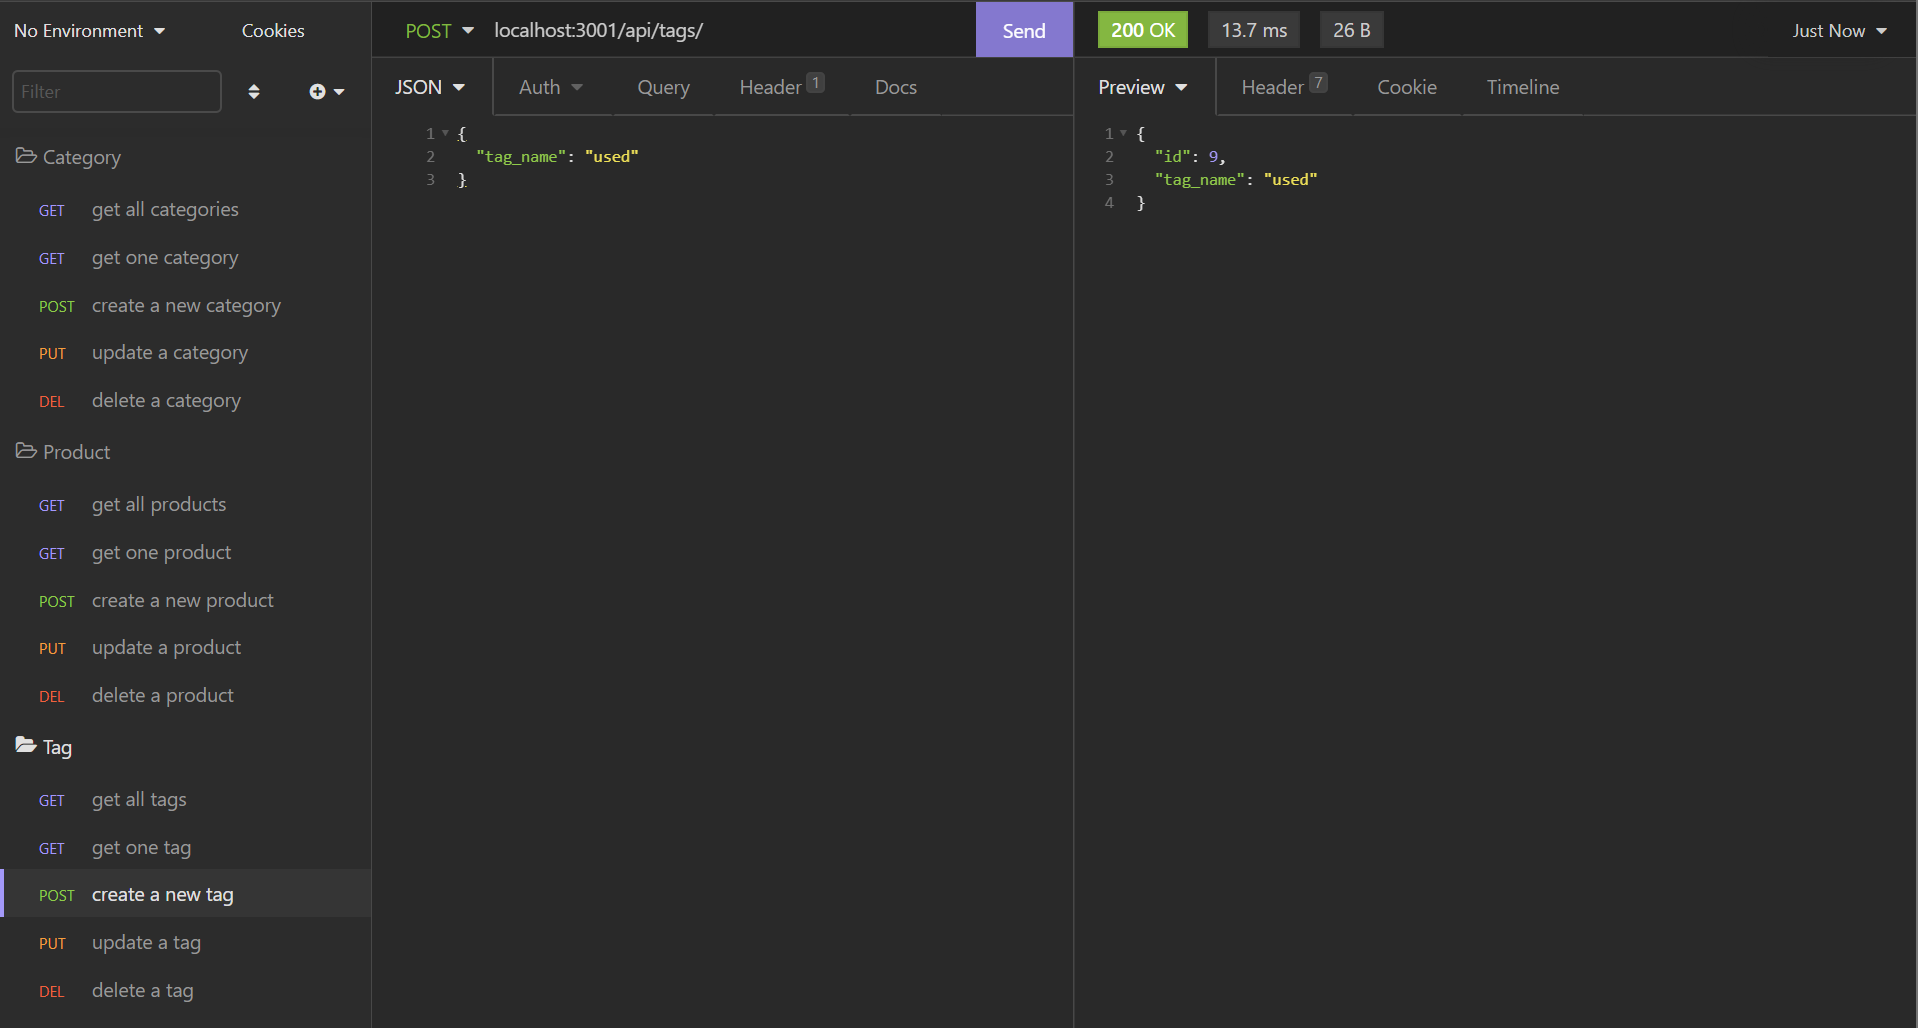 No Environment
Cookies
Filter
Category
GET get all categories
GET get one category
POST create a new category
PUT update a category
DEL delete a category
Product
GET get all products
GET get one product
POST create a new product
PUT update a product
DEL delete a product
Tag
GET get all tags
GET get one tag
POST create a new tag
PUT update a tag
DEL delete a tag
POST localhost:3001/api/tags/ Send
JSON Auth Query Header 1 Docs
1 {
2 "tag_name": "used"
3 }
200 OK 13.7 ms 26 B Just Now
Preview Header 7 Cookie Timeline
1 {
2 "id": 9,
3 "tag_name": "used"
4 }